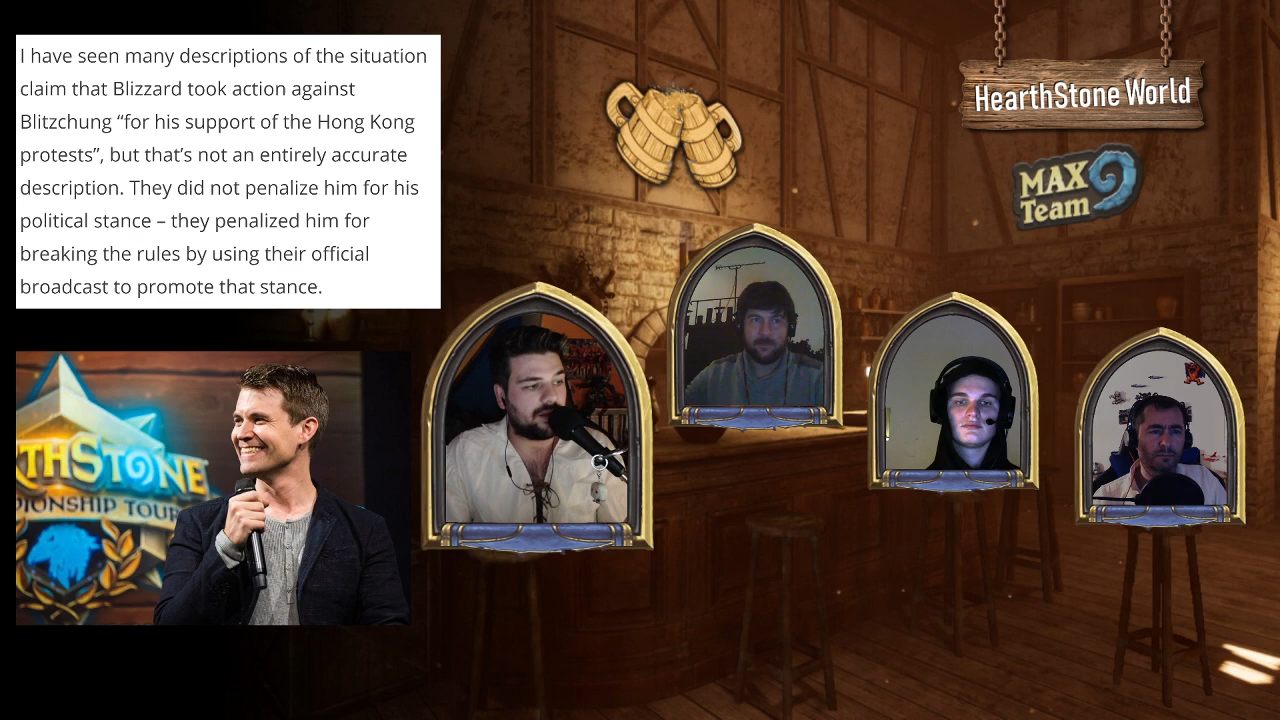 I have seen many descriptions of the situation
claim that Blizzard took action against
Blitzchung “for his support of the Hong Kong
protests”, but that’s not an entirely accurate
description. They did not penalize him for his
political stance – they penalized him for
breaking the rules by using their official
broadcast to promote that stance.
HearthStone World
MAX
Team
THSTONE
PIONSHIP TOUR